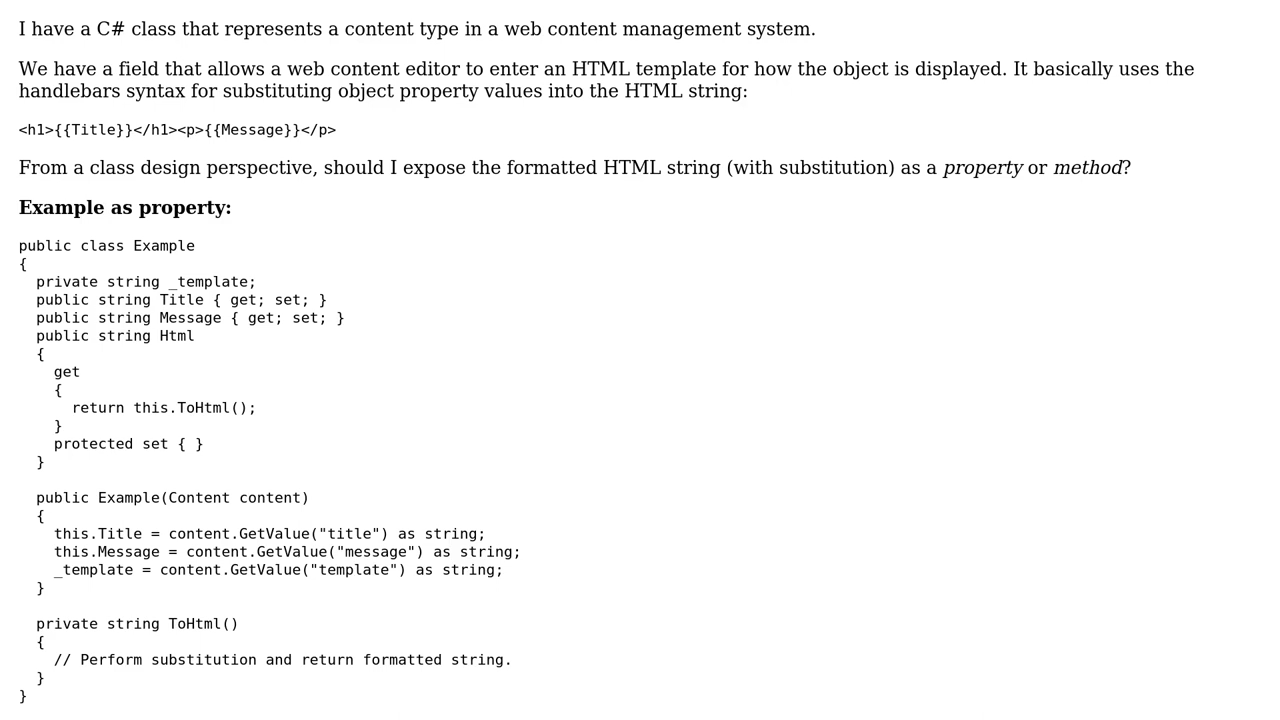 I have a C# class that represents a content type in a web content management system.
We have a field that allows a web content editor to enter an HTML template for how the object is displayed. It basically uses the
handlebars syntax for substituting object property values into the HTML string:
<h1>{{Title}}</h1><p>{{Message}}</p>
From a class design perspective, should I expose the formatted HTML string (with substitution) as a property or method?
Example as property:
public class Example
{
  private string _template;
  public string Title { get; set; }
  public string Message { get; set; }
  public string Html
  {
    get
    {
      return this.ToHtml();
    }
    protected set { }
  }

  public Example(Content content)
  {
    this.Title = content.GetValue("title") as string;
    this.Message = content.GetValue("message") as string;
    _template = content.GetValue("template") as string;
  }

  private string ToHtml()
  {
    // Perform substitution and return formatted string.
  }
}